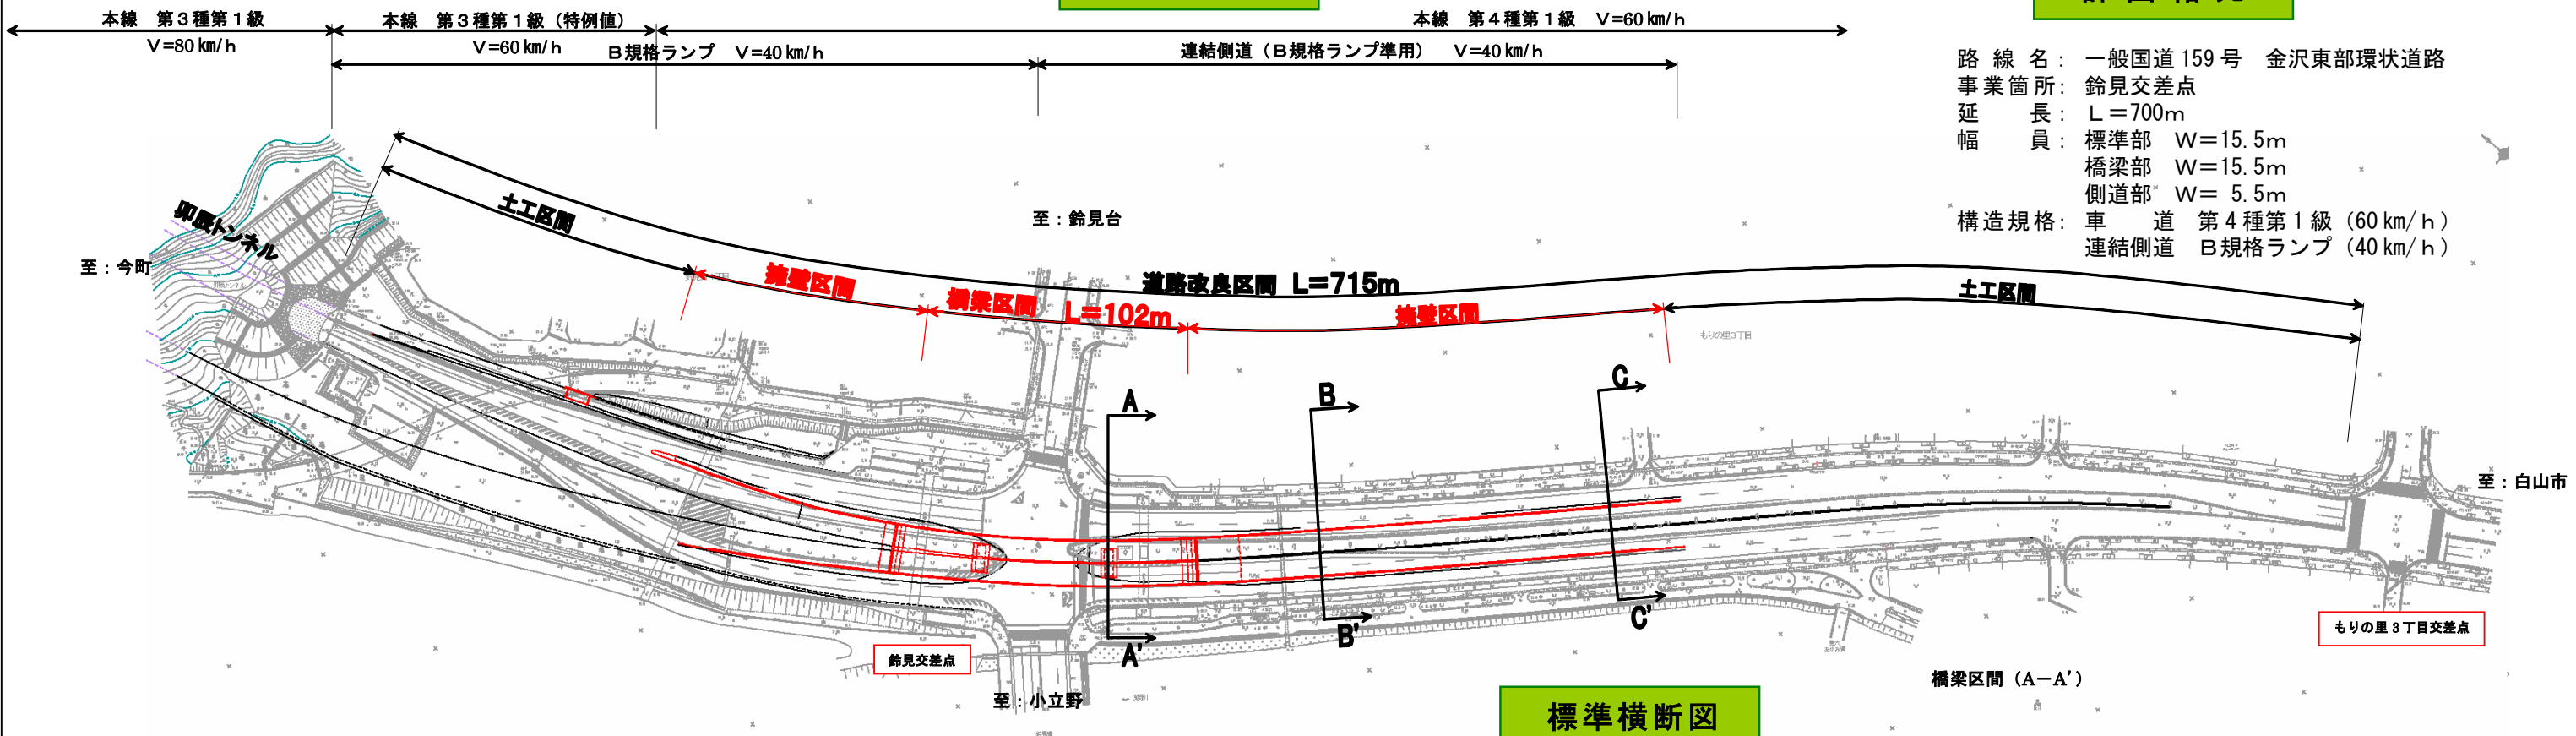 本線　第３種第１級
V=80 km/h
本線　第３種第１級（特例値）
V=60 km/h
本線　第４種第１級　V=60 km/h
B規格ランプ　V=40 km/h
連結側道（B規格ランプ準用）　V=40 km/h
路線名：　一般国道159号　金沢東部環状道路
事業箇所：　鈴見交差点
延長：　L＝700m
幅員：　標準部　W＝15.5m
橋梁部　W＝15.5m
側道部　W＝ 5.5m
構造規格：　車道　第４種第１級（60km/h）
連結側道　B規格ランプ（40km/h）
卯辰トンネル
至：今町
土工区間
至：鈴見台
擁壁区間
橋梁区間　L=102m
道路改良区間 L=715m
擁壁区間
土工区間
もりの里3丁目
A
B
C
至：白山市
A'
B'
C'
鈴見交差点
もりの里３丁目交差点
至：小立野
橋梁区間（A－A'）
標準横断図